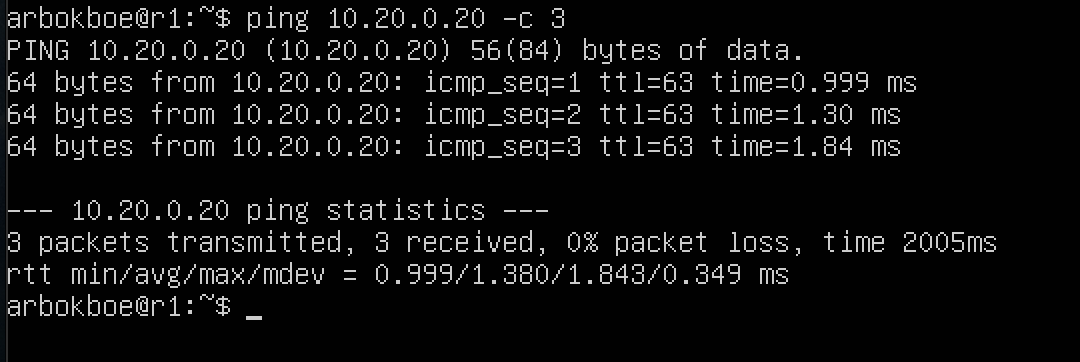 arbokboe@r1:~$ ping 10.20.0.20 -c 3
PING 10.20.0.20 (10.20.0.20) 56(84) bytes of data.
64 bytes from 10.20.0.20: icmp_seq=1 ttl=63 time=0.999 ms
64 bytes from 10.20.0.20: icmp_seq=2 ttl=63 time=1.30 ms
64 bytes from 10.20.0.20: icmp_seq=3 ttl=63 time=1.84 ms

--- 10.20.0.20 ping statistics ---
3 packets transmitted, 3 received, 0% packet loss, time 2005ms
rtt min/avg/max/mdev = 0.999/1.380/1.843/0.349 ms
arbokboe@r1:~$ _